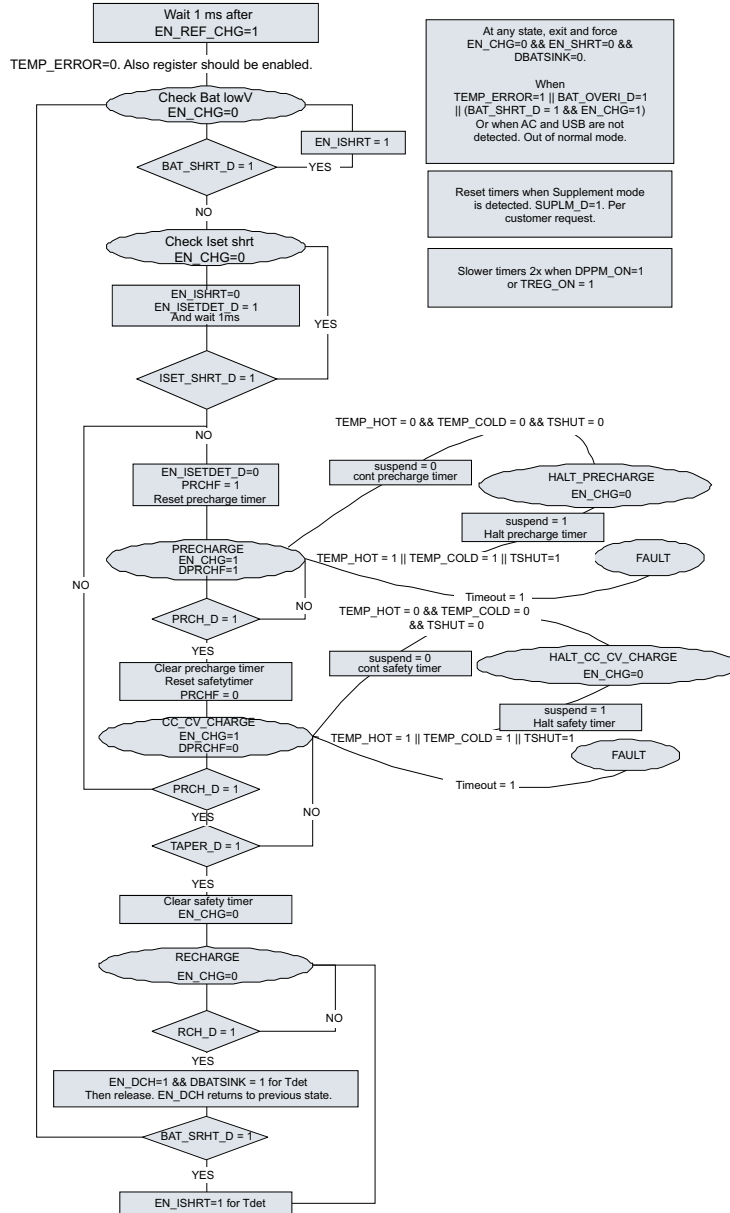 Wait 1 ms after
EN_REF_CHG=1
TEMP_ERROR=0. Also register should be enabled.
Check Bat lowV
EN_CHG=0
EN_ISHRT = 1
BAT_SHRT_D = 1
YES
NO
Check Iset shrt
EN_CHG=0
EN_ISHRT=0
EN_ISETDET_D = 1
And wait 1ms
YES
ISET_SHRT_D = 1
NO
At any state, exit and force
EN_CHG=0 && EN_SHRT=0 &&
DBATSINK=0.
When
TEMP_ERROR=1 || BAT_OVERI_D=1
|| (BAT_SHRT_D = 1 && EN_CHG=1)
Or when AC and USB are not
detected. Out of normal mode.
Reset timers when Supplement mode
is detected. SUPLM_D=1. Per
customer request.
Slower timers 2x when DPPM_ON=1
or TREG_ON = 1
TEMP_HOT = 0 && TEMP_COLD = 0 && TSHUT = 0
EN_ISETDET_D=0
PRCHF = 1
Reset precharge timer
suspend = 0
cont precharge timer
HALT_PRECHARGE
EN_CHG=0
suspend = 1
Halt precharge timer
PRECHARGE
EN_CHG=1
DPRCHF=1
TEMP_HOT = 1 || TEMP_COLD = 1 || TSHUT=1
FAULT
NO
Timeout = 1
NO
PRCH_D = 1
YES
TEMP_HOT = 0 && TEMP_COLD = 0
&& TSHUT = 0
Clear precharge timer
Reset safetytimer
PRCHF = 0
suspend = 0
cont safety timer
HALT_CC_CV_CHARGE
EN_CHG=0
suspend = 1
Halt safety timer
CC_CV_CHARGE
EN_CHG=1
DPRCHF=0
TEMP_HOT = 1 || TEMP_COLD = 1 || TSHUT=1
FAULT
Timeout = 1
PRCH_D = 1
YES
NO
TAPER_D = 1
YES
Clear safety timer
EN_CHG=0
RECHARGE
EN_CHG=0
NO
RCH_D = 1
YES
EN_DCH=1 && DBATSINK = 1 for Tdet
Then release. EN_DCH returns to previous state.
BAT_SRHT_D = 1
YES
EN_ISHRT=1 for Tdet